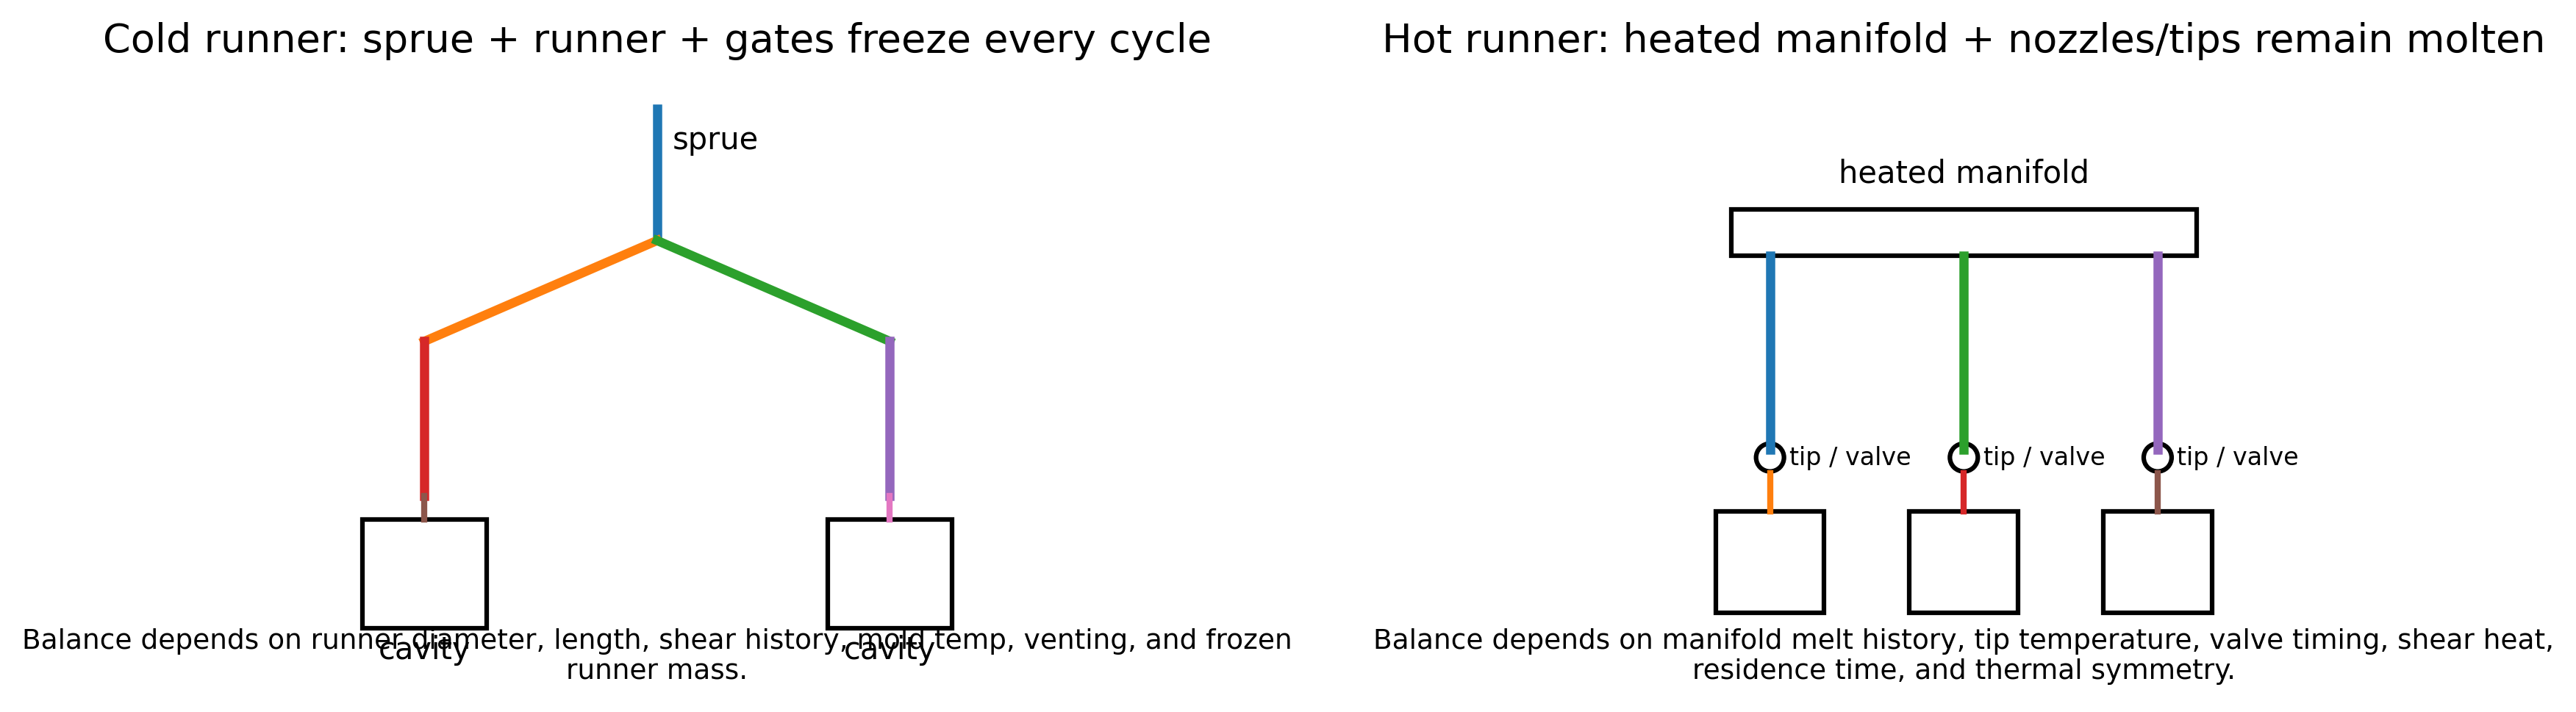 Cold runner: sprue + runner + gates freeze every cycle
sprue
Balance depends on runner diameter, length, shear history, mold temp, venting, and frozen
runner mass.
cavity
cavity
Hot runner: heated manifold + nozzles/tips remain molten
heated manifold
tip / valve
tip / valve
tip / valve
Balance depends on manifold melt history, tip temperature, valve timing, shear heat,
residence time, and thermal symmetry.